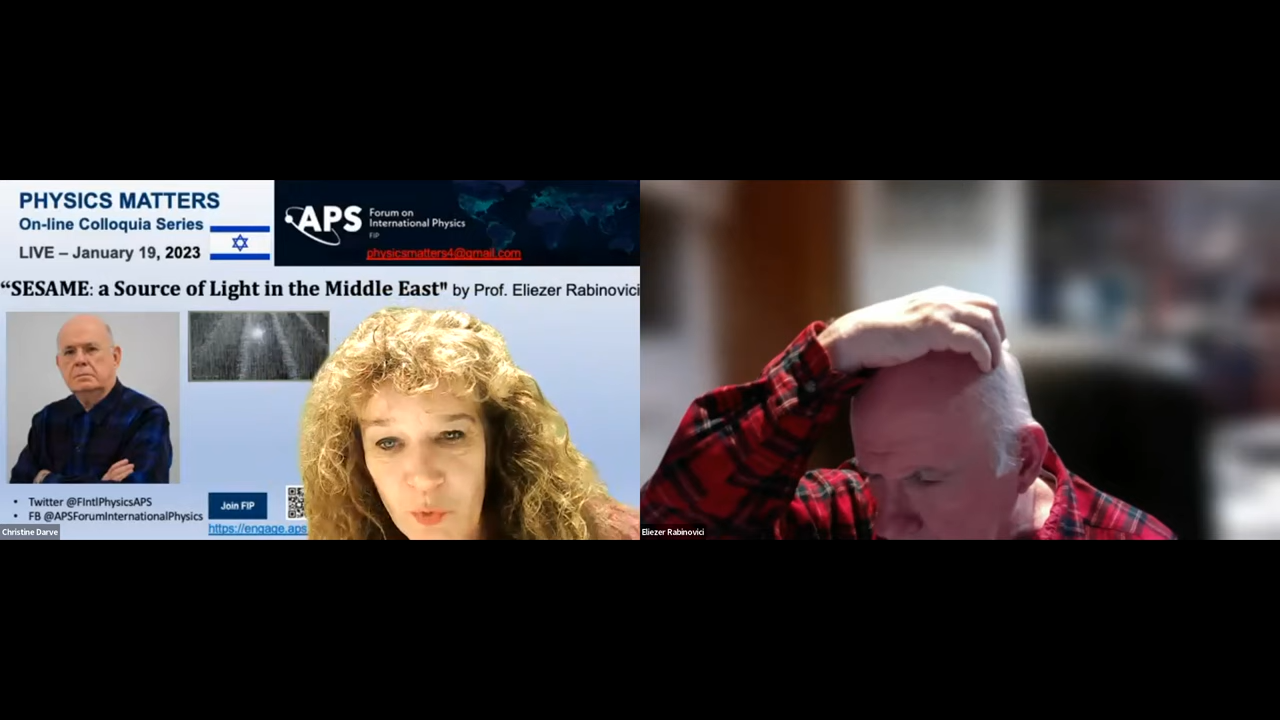 PHYSICS MATTERS
On-line Colloquia Series
LIVE – January 19, 2023
APS
Forum on
International Physics
FIP
physicsmatters4@gmail.com
“SESAME: a Source of Light in the Middle East" by Prof. Eliezer Rabinovici
• Twitter @FIntlPhysicsAPS
• FB @APSForumInternationalPhysics
Join FIP
https://engage.aps
Christine Darve
Eliezer Rabinovici